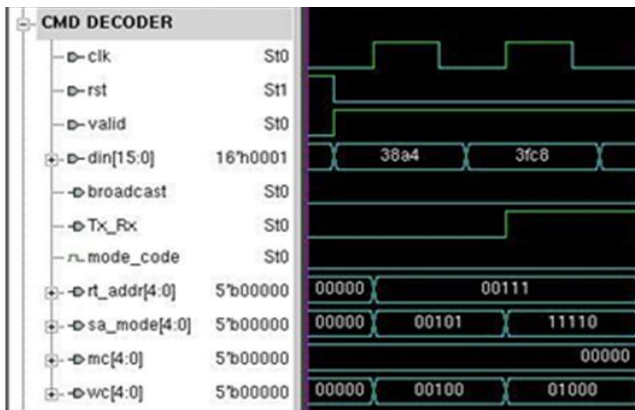 CMD DECODER
clk St0
rst St1
valid St0
din[15:0] 16'h0001 38a4 3fc8
broadcast St0
Tx_Rx St0
mode_code St0
rt_addr[4:0] 5'b00000 00000 00111
sa_mode[4:0] 5'b00000 00000 00101 11110
mc[4:0] 5'b00000 00000
wc[4:0] 5'b00000 00000 00100 01000